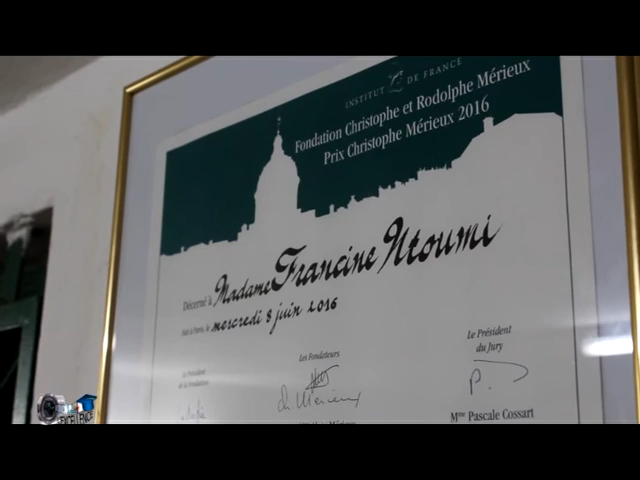 INSTITUT DE FRANCE
Fondation Christophe et Rodolphe Mérieux
Prix Christophe Mérieux 2016
Décerné à Madame Francine Ntoumi
Fait à Paris, le mercredi 8 juin 2016
Le Président
de la Fondation
Les Fondateurs
Le Président
du Jury
Mme Pascale Cossart
EXCELLENCE